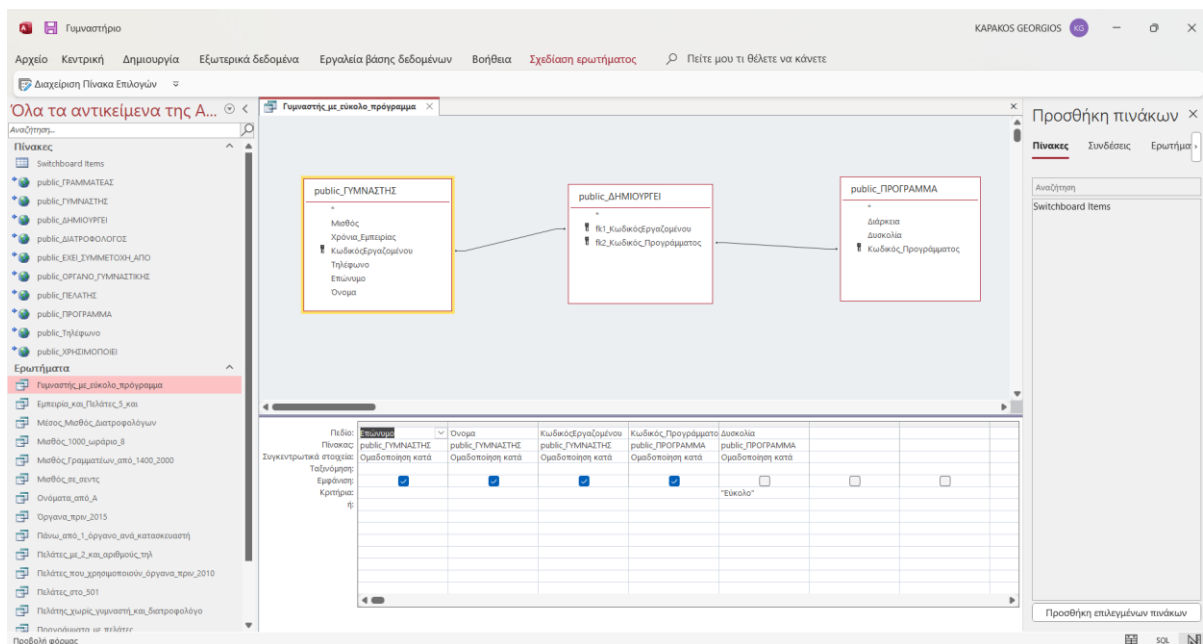 Γυμναστήριο
KAPAKOS GEORGIOS KG
Αρχείο Κεντρική Δημιουργία Εξωτερικά δεδομένα Εργαλεία βάσης δεδομένων Βοήθεια Σχεδίαση ερωτήματος Πείτε μου τι θέλετε να κάνετε
Διαχείριση Πίνακα Επιλογών
Όλα τα αντικείμενα της Α...
Αναζήτηση...
Πίνακες
Switchboard Items
public_ΓΡΑΜΜΑΤΕΑΣ
public_ΓΥΜΝΑΣΤΗΣ
public_ΔΗΜΙΟΥΡΓΕΙ
public_ΔΙΑΤΡΟΦΟΛΟΓΟΣ
public_ΕΧΕΙ_ΣΥΜΜΕΤΟΧΗ_ΑΠΟ
public_ΟΡΓΑΝΟ_ΓΥΜΝΑΣΤΙΚΗΣ
public_ΠΕΛΑΤΗΣ
public_ΠΡΟΓΡΑΜΜΑ
public_Τηλέφωνο
public_ΧΡΗΣΙΜΟΠΟΙΕΙ
Ερωτήματα
Γυμναστής_με_εύκολο_πρόγραμμα
Εμπειρία_και_Πελάτες_5_και
Μέσος_Μισθός_Διατροφολόγων
Μισθός_1000_ωράριο_8
Μισθός_Γραμματέων_από_1400_2000
Μισθός_σε_σεντς
Ονόματα_από_Α
Όργανα_πριν_2015
Πάνω_από_1_όργανο_ανά_κατασκευαστή
Πελάτες_με_2_και_αριθμούς_τηλ
Πελάτες_που_χρησιμοποιούν_όργανα_πριν_2010
Πελάτες_στο_501
Πελάτης_χωρίς_γυμναστή_και_διατροφολόγο
Προγράμματα_με_πελάτες
Προβολή φόρμας
Γυμναστής_με_εύκολο_πρόγραμμα
public_ΓΥΜΝΑΣΤΗΣ
*
Μισθός
Χρόνια_Εμπειρίας
ΚωδικόςΕργαζομένου
Τηλέφωνο
Επώνυμο
Όνομα
public_ΔΗΜΙΟΥΡΓΕΙ
*
fk1_ΚωδικόςΕργαζομένου
fk2_Κωδικός_Προγράμματος
public_ΠΡΟΓΡΑΜΜΑ
*
Διάρκεια
Δυσκολία
Κωδικός_Προγράμματος
Πεδίο: Επώνυμο Όνομα ΚωδικόςΕργαζομένου Κωδικός_Προγράμματο Δυσκολία
Πίνακας: public_ΓΥΜΝΑΣΤΗΣ public_ΓΥΜΝΑΣΤΗΣ public_ΓΥΜΝΑΣΤΗΣ public_ΠΡΟΓΡΑΜΜΑ public_ΠΡΟΓΡΑΜΜΑ
Συγκεντρωτικά στοιχεία: Ομαδοποίηση κατά Ομαδοποίηση κατά Ομαδοποίηση κατά Ομαδοποίηση κατά Ομαδοποίηση κατά
Ταξινόμηση:
Εμφάνιση:
Κριτήρια: "Εύκολο"
ή:
Προσθήκη πινάκων
Πίνακες Συνδέσεις Ερωτήμα
Αναζήτηση
Switchboard Items
Προσθήκη επιλεγμένων πινάκων
SQL